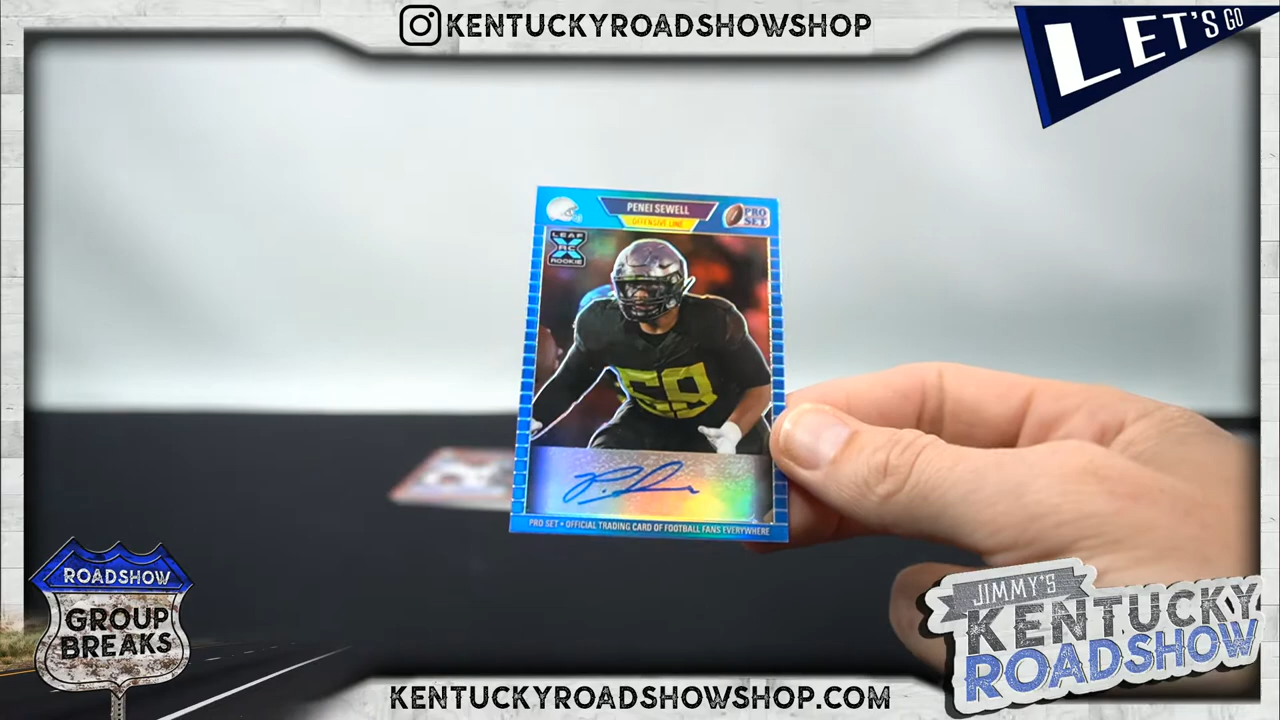 KENTUCKYROADSHOWSHOP
LET'S GO
PENEI SEWELL
OFFENSIVE LINE
PRO
SET
LEAF
X
RC
ROOKIE
59
PRO SET • OFFICIAL TRADING CARD OF FOOTBALL FANS EVERYWHERE
ROADSHOW
GROUP
BREAKS
JIMMY'S
KENTUCKY
ROADSHOW
KENTUCKYROADSHOWSHOP.COM